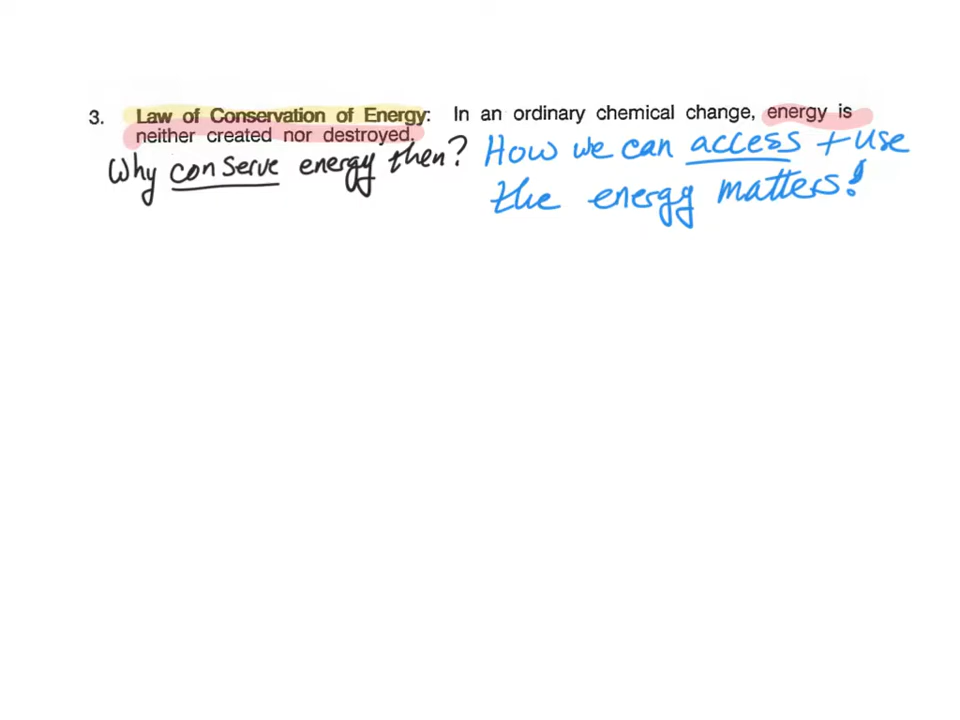 3. Law of Conservation of Energy: In an ordinary chemical change, energy is
neither created nor destroyed.
Why conserve energy then? How we can access + use
the energy matters!